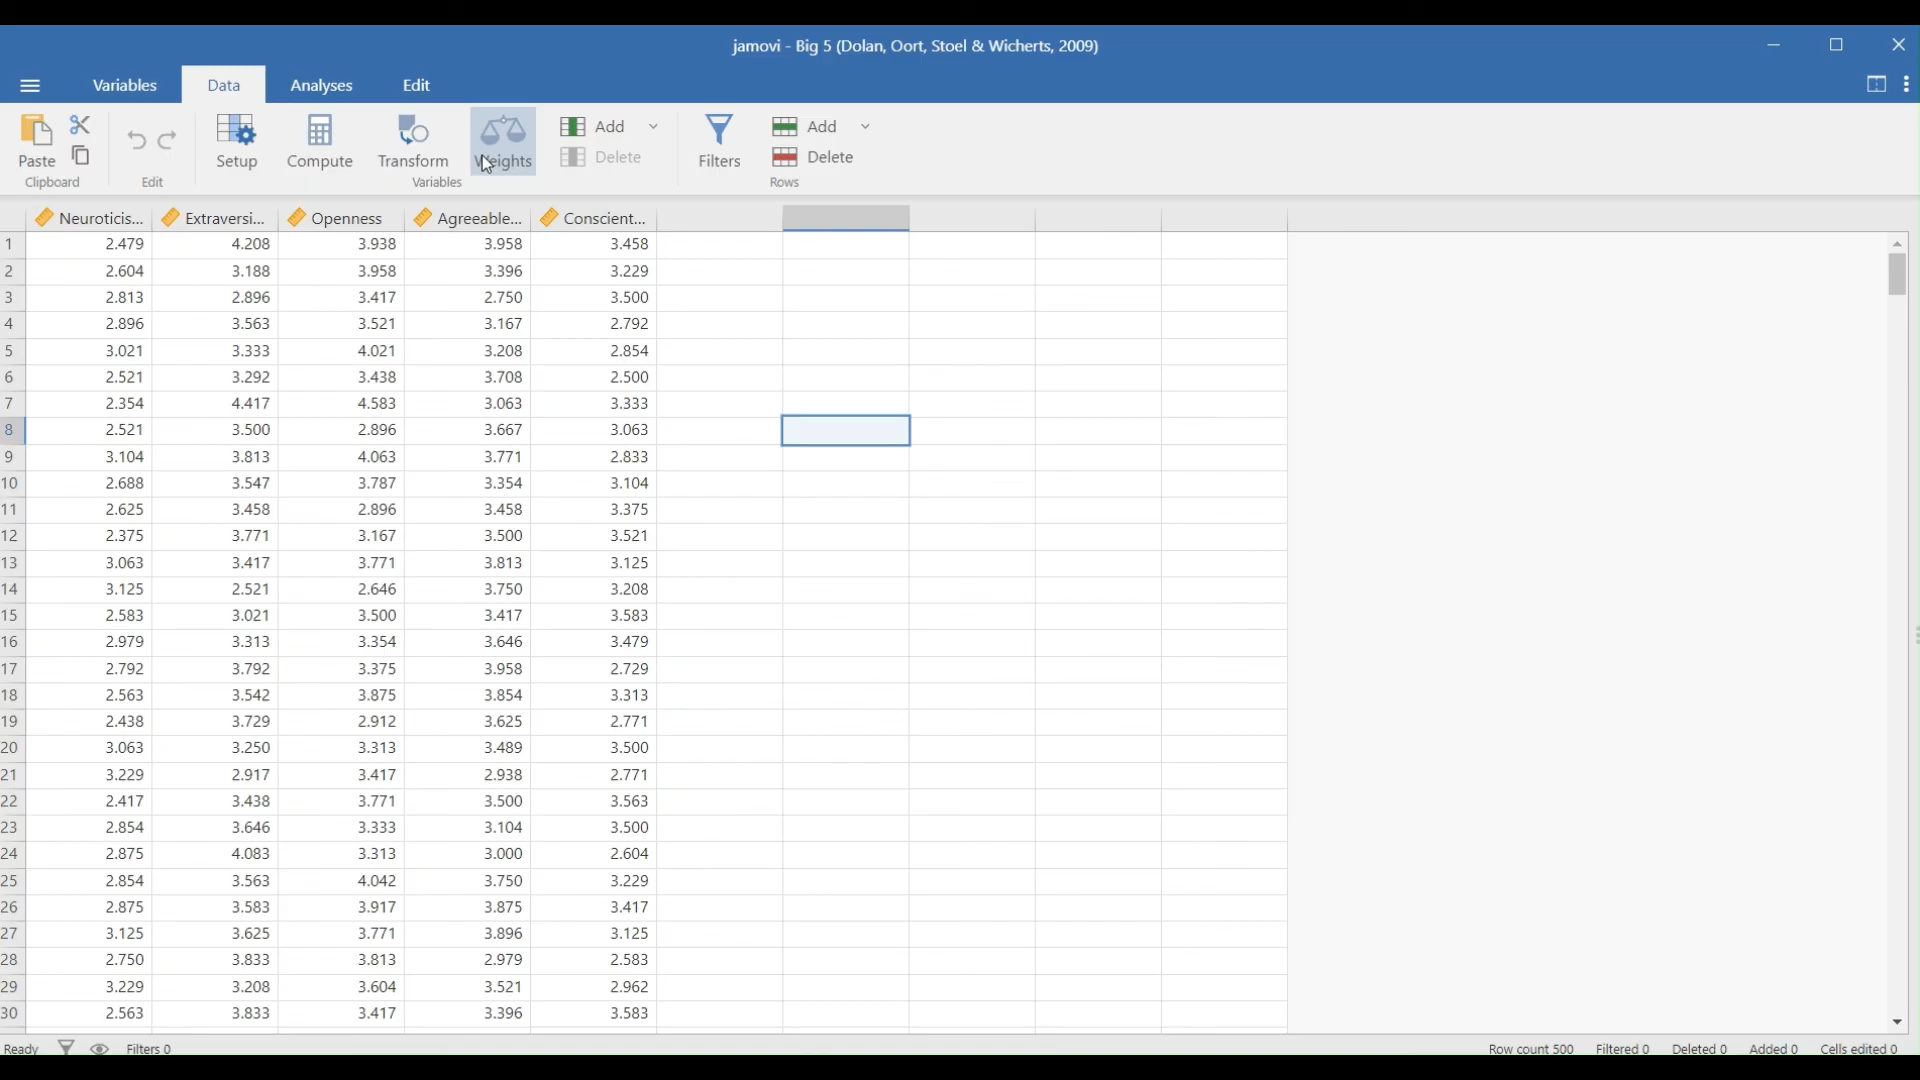 jamovi - Big 5 (Dolan, Oort, Stoel & Wicherts, 2009)
Variables Data Analyses Edit
Paste Setup Compute Transform Weights Add Delete Filters Add Delete
Clipboard Edit Variables Rows
Neuroticis... Extraversi... Openness Agreeable... Conscient...
1 2.479 4.208 3.938 3.958 3.458
2 2.604 3.188 3.958 3.396 3.229
3 2.813 2.896 3.417 2.750 3.500
4 2.896 3.563 3.521 3.167 2.792
5 3.021 3.333 4.021 3.208 2.854
6 2.521 3.292 3.438 3.708 2.500
7 2.354 4.417 4.583 3.063 3.333
8 2.521 3.500 2.896 3.667 3.063
9 3.104 3.813 4.063 3.771 2.833
10 2.688 3.547 3.787 3.354 3.104
11 2.625 3.458 2.896 3.458 3.375
12 2.375 3.771 3.167 3.500 3.521
13 3.063 3.417 3.771 3.813 3.125
14 3.125 2.521 2.646 3.750 3.208
15 2.583 3.021 3.500 3.417 3.583
16 2.979 3.313 3.354 3.646 3.479
17 2.792 3.792 3.375 3.958 2.729
18 2.563 3.542 3.875 3.854 3.313
19 2.438 3.729 2.912 3.625 2.771
20 3.063 3.250 3.313 3.489 3.500
21 3.229 2.917 3.417 2.938 2.771
22 2.417 3.438 3.771 3.500 3.563
23 2.854 3.646 3.333 3.104 3.500
24 2.875 4.083 3.313 3.000 2.604
25 2.854 3.563 4.042 3.750 3.229
26 2.875 3.583 3.917 3.875 3.417
27 3.125 3.625 3.771 3.896 3.125
28 2.750 3.833 3.813 2.979 2.583
29 3.229 3.208 3.604 3.521 2.962
30 2.563 3.833 3.417 3.396 3.583
Ready Filters 0 Row count 500 Filtered 0 Deleted 0 Added 0 Cells edited 0